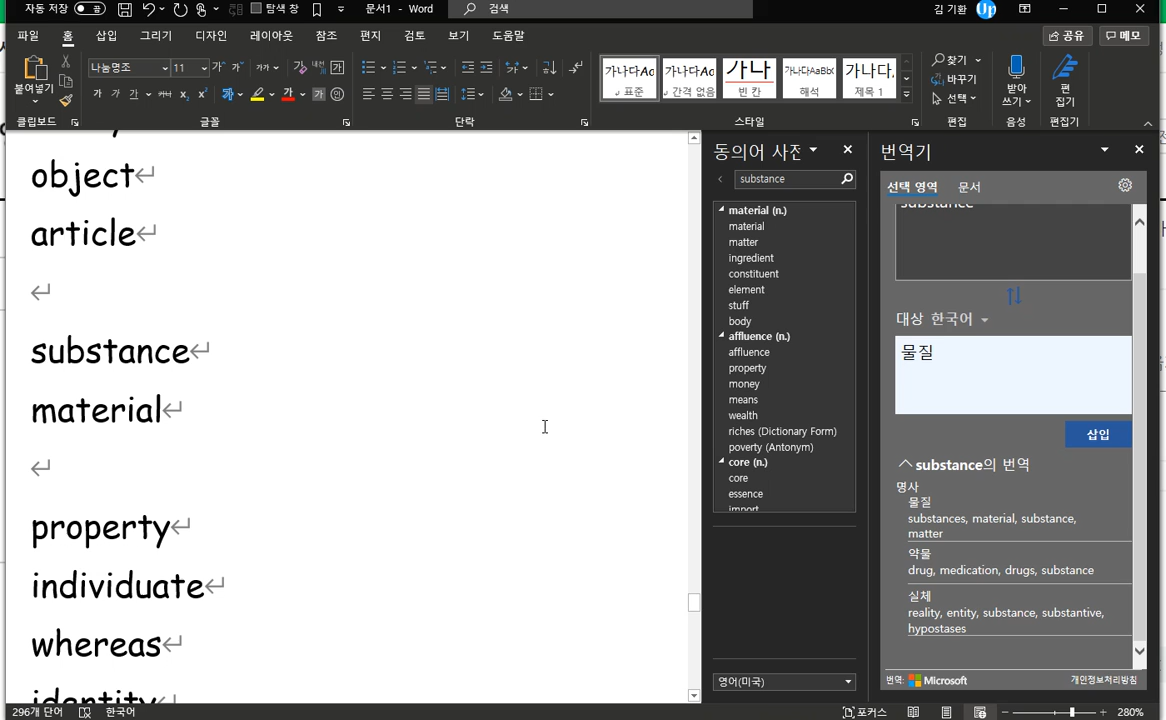 자동 저장 끔 탐색 창 문서1 - Word 검색 김 기환
파일 홈 삽입 그리기 디자인 레이아웃 참조 편지 검토 보기 도움말 공유 메모
붙여넣기 나눔명조 11 가나다Aa 가나다Aa 가나 가나다AaBbC 가나다. 찾기 바꾸기 선택 받아쓰기 편집기
표준 간격 없음 빈 칸 해석 제목 1
클립보드 글꼴 단락 스타일 편집 음성 편집기
object
article
substance
material
property
individuate
whereas
identity
동의어 사전
substance
material (n.)
material
matter
ingredient
constituent
element
stuff
body
affluence (n.)
affluence
property
money
means
wealth
riches (Dictionary Form)
poverty (Antonym)
core (n.)
core
essence
import
영어(미국)
번역기
선택 영역 문서
substance
대상 한국어
물질
삽입
substance의 번역
명사
물질
substances, material, substance,
matter
약물
drug, medication, drugs, substance
실체
reality, entity, substance, substantive,
hypostases
번역: Microsoft 개인정보처리방침
296개 단어 한국어 포커스 280%